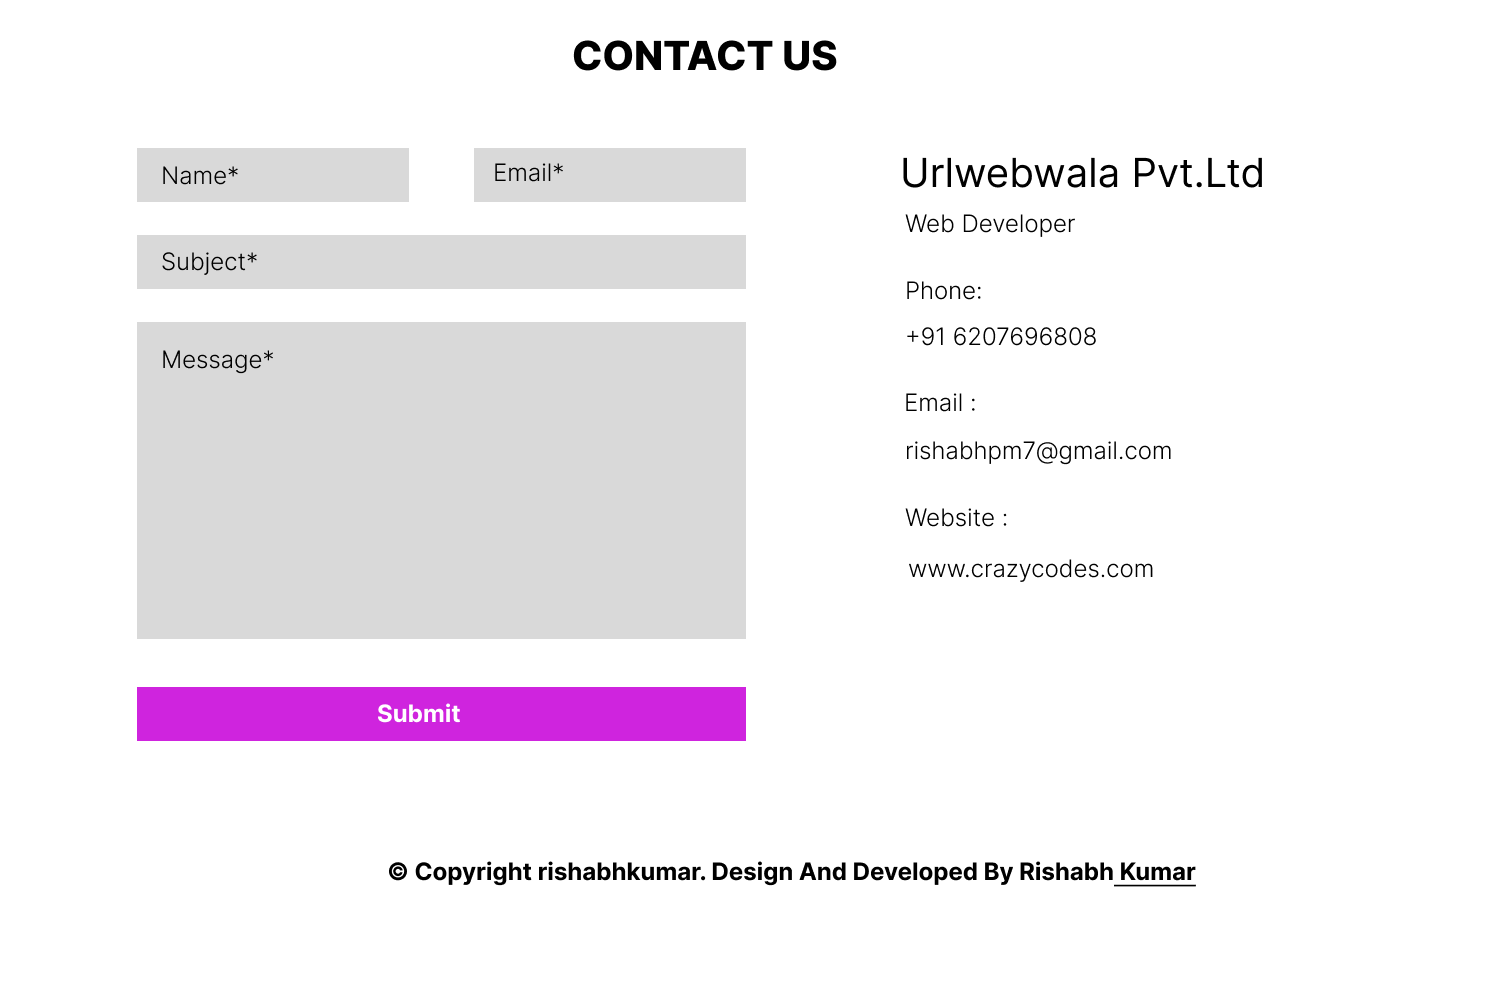 CONTACT US
Name*
Email*
Subject*
Message*
Submit
Urlwebwala Pvt.Ltd
Web Developer
Phone:
+91 6207696808
Email :
rishabhpm7@gmail.com
Website :
www.crazycodes.com
© Copyright rishabhkumar. Design And Developed By Rishabh Kumar